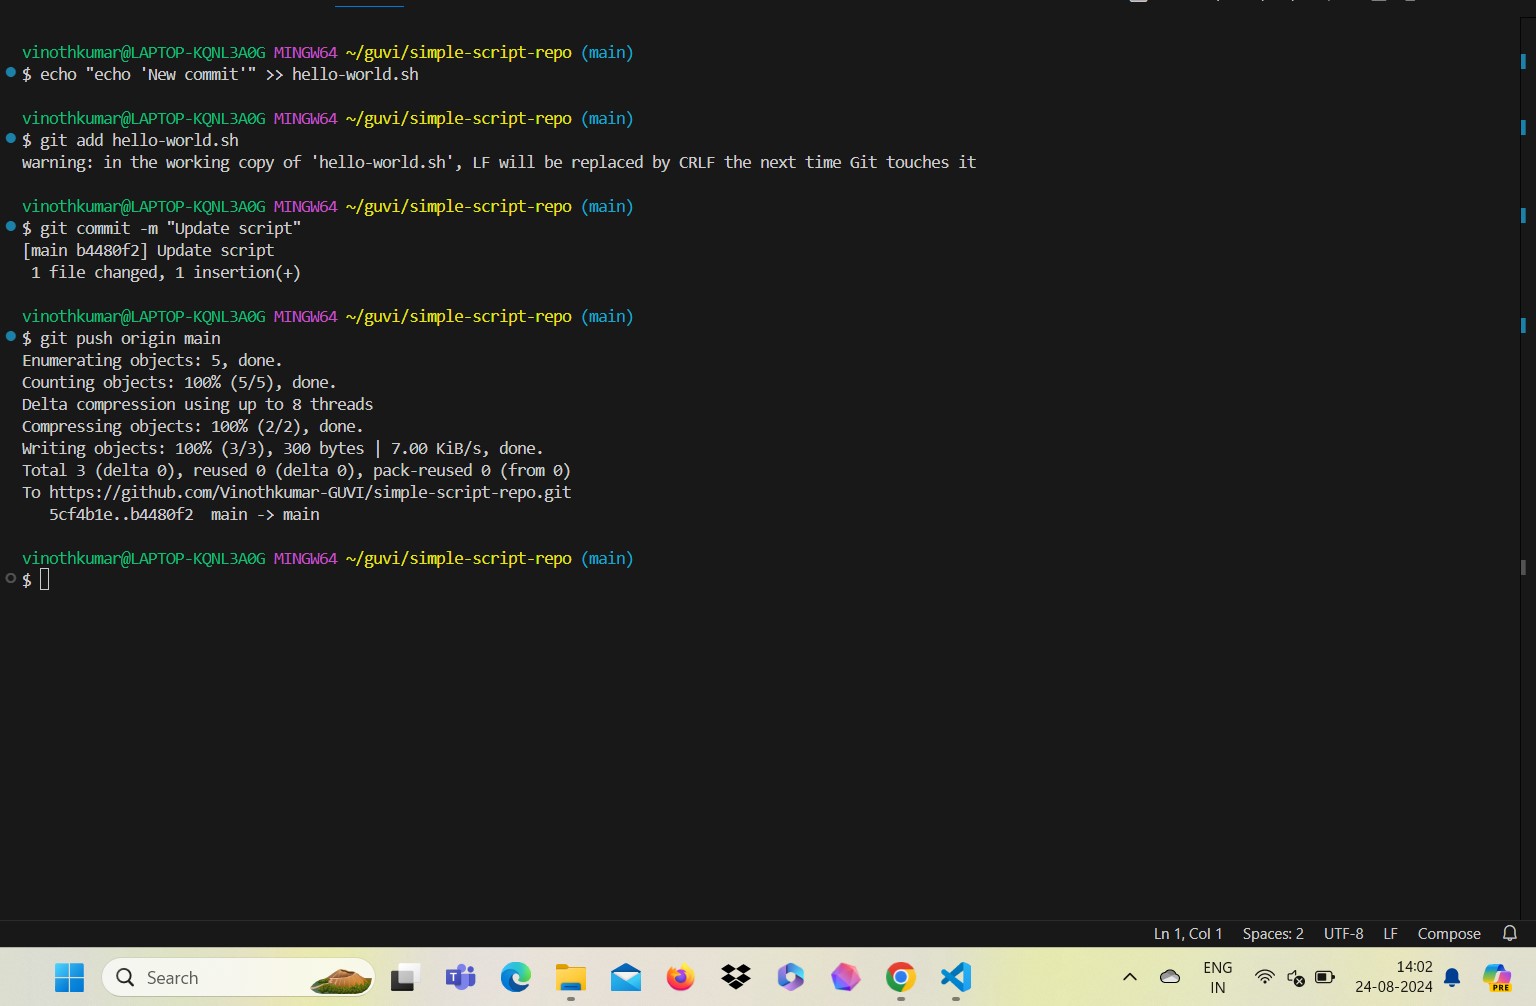 vinothkumar@LAPTOP-KQNL3A0G MINGW64 ~/guvi/simple-script-repo (main)
$ echo "echo 'New commit'" >> hello-world.sh
vinothkumar@LAPTOP-KQNL3A0G MINGW64 ~/guvi/simple-script-repo (main)
$ git add hello-world.sh
warning: in the working copy of 'hello-world.sh', LF will be replaced by CRLF the next time Git touches it
vinothkumar@LAPTOP-KQNL3A0G MINGW64 ~/guvi/simple-script-repo (main)
$ git commit -m "Update script"
[main b4480f2] Update script
 1 file changed, 1 insertion(+)
vinothkumar@LAPTOP-KQNL3A0G MINGW64 ~/guvi/simple-script-repo (main)
$ git push origin main
Enumerating objects: 5, done.
Counting objects: 100% (5/5), done.
Delta compression using up to 8 threads
Compressing objects: 100% (2/2), done.
Writing objects: 100% (3/3), 300 bytes | 7.00 KiB/s, done.
Total 3 (delta 0), reused 0 (delta 0), pack-reused 0 (from 0)
To https://github.com/Vinothkumar-GUVI/simple-script-repo.git
   5cf4b1e..b4480f2  main -> main
vinothkumar@LAPTOP-KQNL3A0G MINGW64 ~/guvi/simple-script-repo (main)
$
Ln 1, Col 1 Spaces: 2 UTF-8 LF Compose
Search
ENG
IN
14:02
24-08-2024
PRE